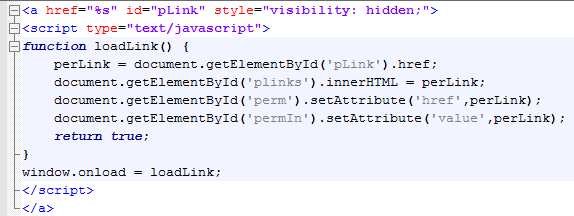 <a href="%s" id="pLink" style="visibility: hidden;">
<script type="text/javascript">
function loadLink() {
    perLink = document.getElementById('pLink').href;
    document.getElementById('plinks').innerHTML = perLink;
    document.getElementById('perm').setAttribute('href',perLink);
    document.getElementById('permIn').setAttribute('value',perLink);
    return true;
}
window.onload = loadLink;
</script>
</a>